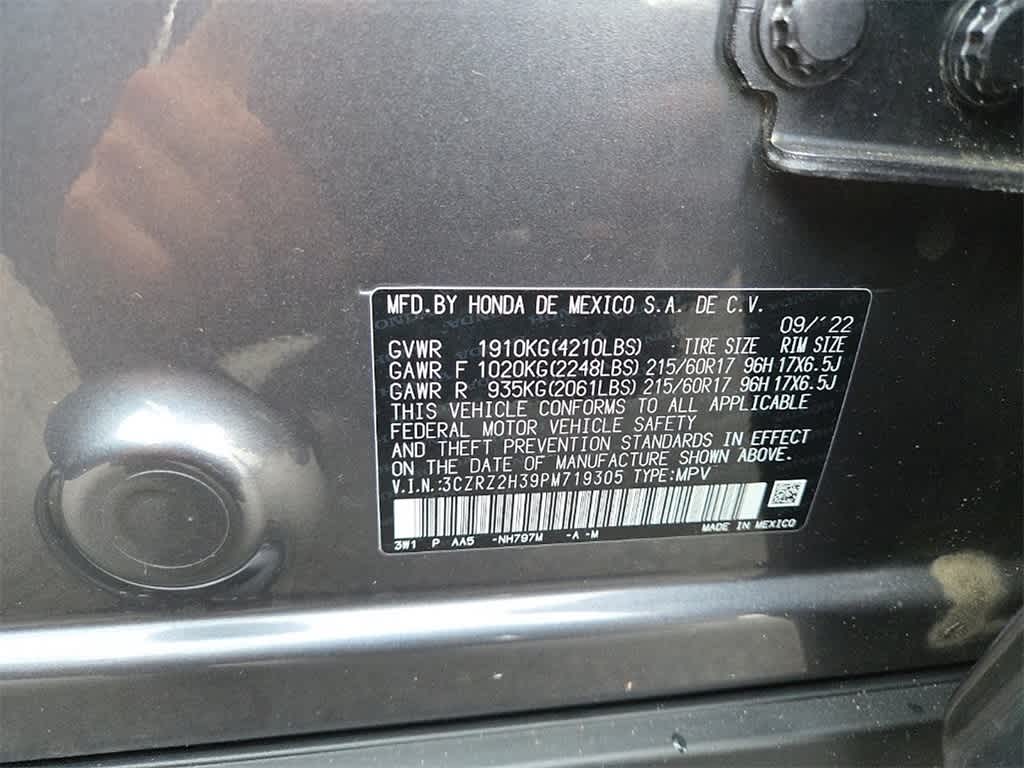 MFD.BY HONDA DE MEXICO S.A. DE C.V.
09/'22
GVWR 1910KG(4210LBS) TIRE SIZE RIM SIZE
GAWR F 1020KG(2248LBS) 215/60R17 96H 17X6.5J
GAWR R 935KG(2061LBS) 215/60R17 96H 17X6.5J
THIS VEHICLE CONFORMS TO ALL APPLICABLE
FEDERAL MOTOR VEHICLE SAFETY
AND THEFT PREVENTION STANDARDS IN EFFECT
ON THE DATE OF MANUFACTURE SHOWN ABOVE.
V.I.N.:3CZRZ2H39PM719305 TYPE:MPV
MADE IN MEXICO
3W1 P AA5 -NH797M -A -M